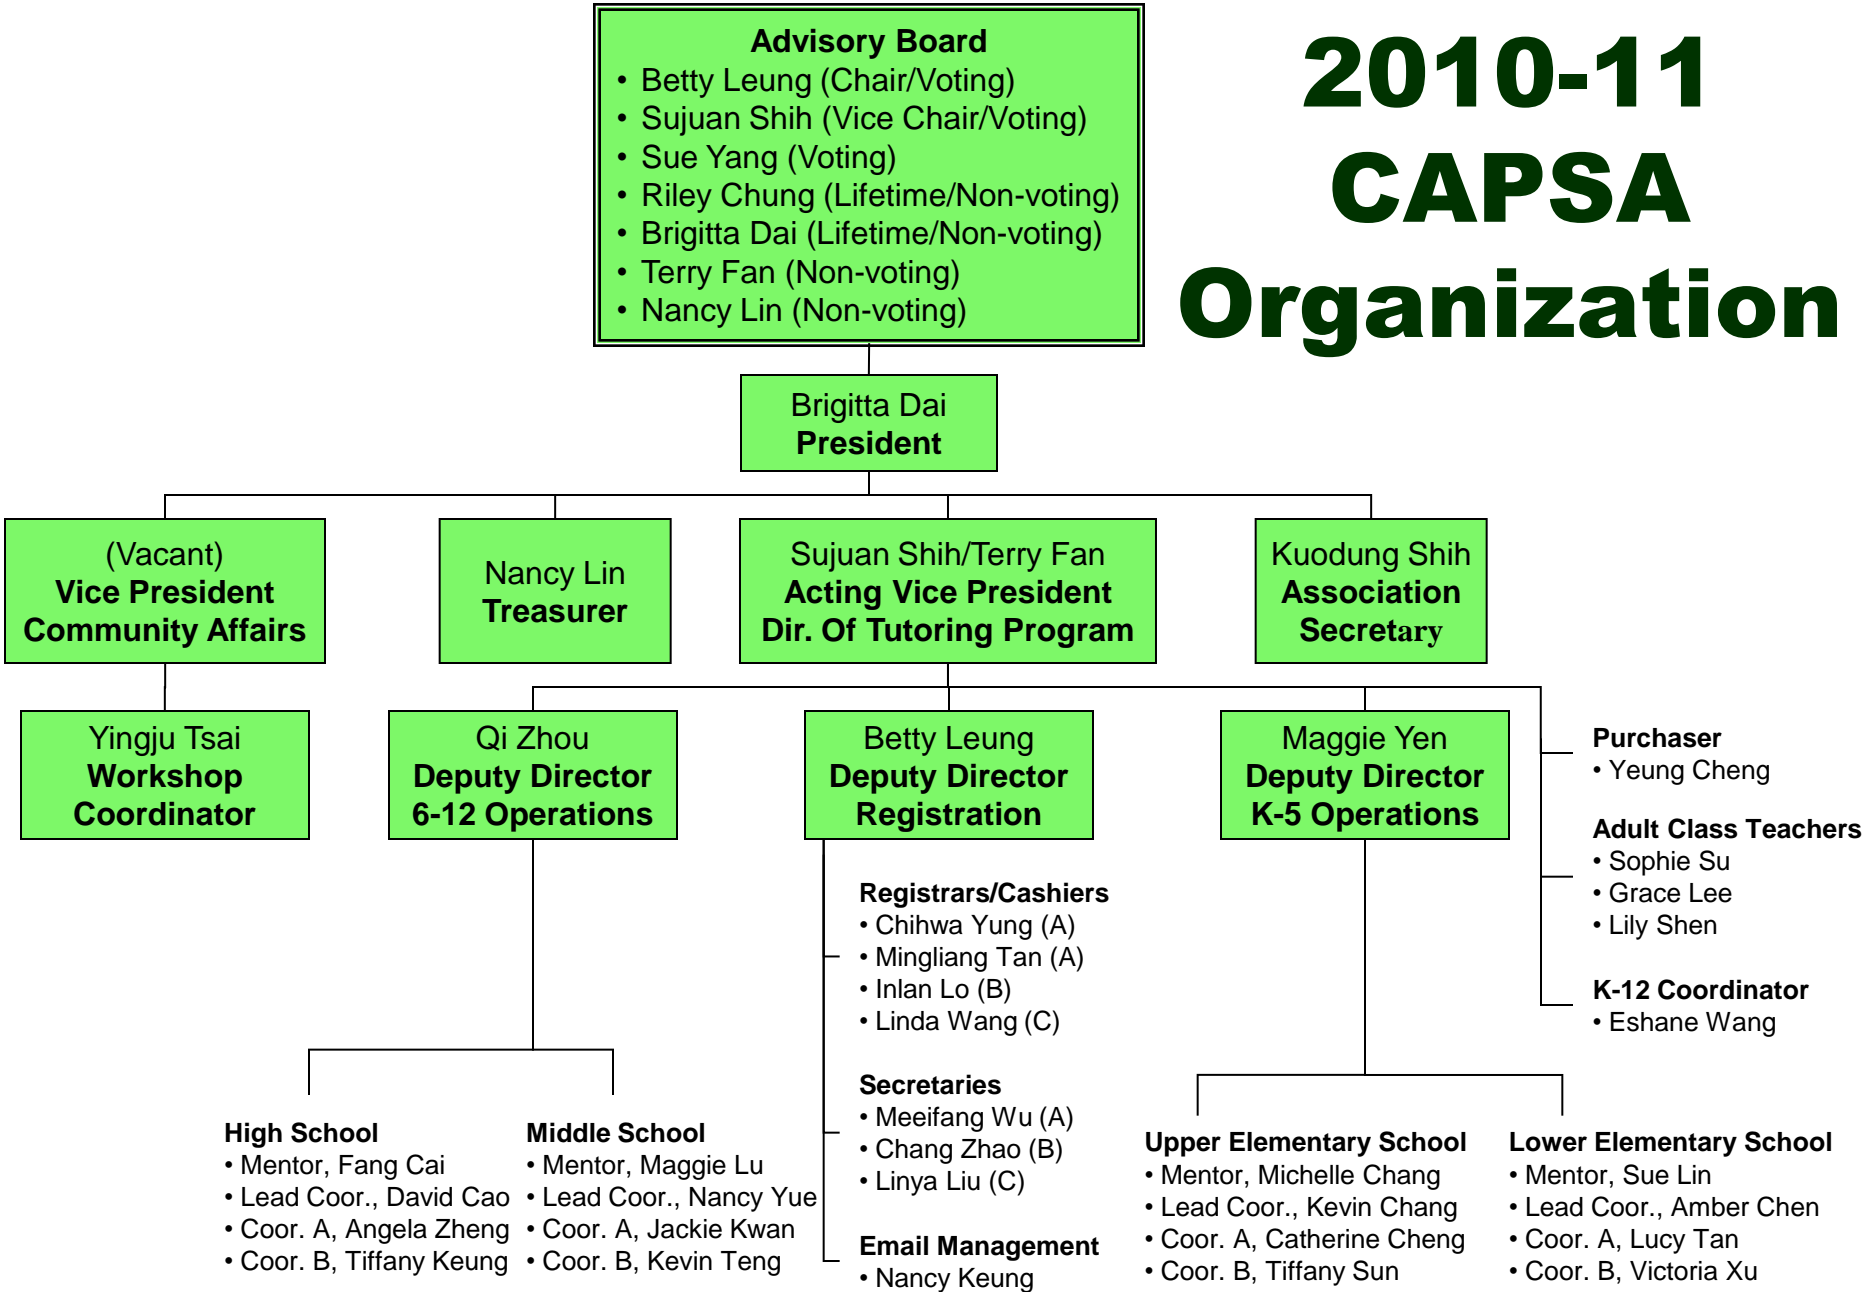 Advisory Board
• Betty Leung (Chair/Voting)
• Sujuan Shih (Vice Chair/Voting)
• Sue Yang (Voting)
• Riley Chung (Lifetime/Non-voting)
• Brigitta Dai (Lifetime/Non-voting)
• Terry Fan (Non-voting)
• Nancy Lin (Non-voting)
2010-11
CAPSA
Organization
Brigitta Dai
President
(Vacant)
Vice President
Community Affairs
Nancy Lin
Treasurer
Sujuan Shih/Terry Fan
Acting Vice President
Dir. Of Tutoring Program
Kuodung Shih
Association
Secretary
Yingju Tsai
Workshop
Coordinator
Qi Zhou
Deputy Director
6-12 Operations
Betty Leung
Deputy Director
Registration
Maggie Yen
Deputy Director
K-5 Operations
Purchaser
• Yeung Cheng
Adult Class Teachers
• Sophie Su
• Grace Lee
• Lily Shen
K-12 Coordinator
• Eshane Wang
High School
• Mentor, Fang Cai
• Lead Coor., David Cao
• Coor. A, Angela Zheng
• Coor. B, Tiffany Keung
Middle School
• Mentor, Maggie Lu
• Lead Coor., Nancy Yue
• Coor. A, Jackie Kwan
• Coor. B, Kevin Teng
Registrars/Cashiers
• Chihwa Yung (A)
• Mingliang Tan (A)
• Inlan Lo (B)
• Linda Wang (C)
Secretaries
• Meeifang Wu (A)
• Chang Zhao (B)
• Linya Liu (C)
Email Management
• Nancy Keung
Upper Elementary School
• Mentor, Michelle Chang
• Lead Coor., Kevin Chang
• Coor. A, Catherine Cheng
• Coor. B, Tiffany Sun
Lower Elementary School
• Mentor, Sue Lin
• Lead Coor., Amber Chen
• Coor. A, Lucy Tan
• Coor. B, Victoria Xu